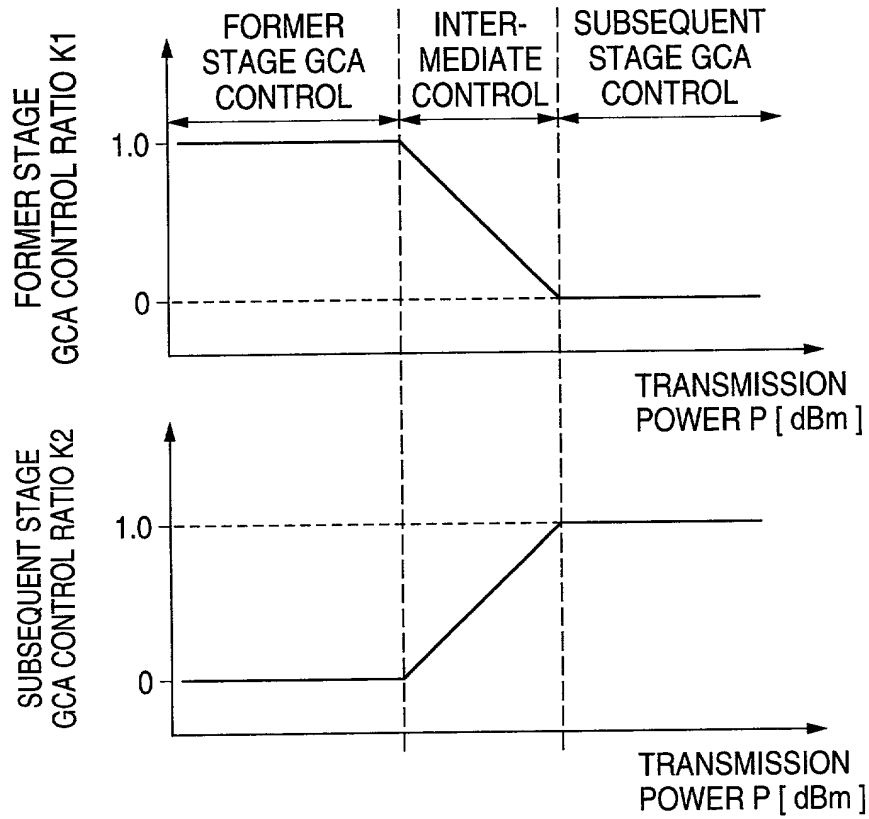 FORMER
STAGE GCA
CONTROL
INTER-
MEDIATE
CONTROL
SUBSEQUENT
STAGE GCA
CONTROL
FORMER STAGE
GCA CONTROL RATIO K1
1.0
0
TRANSMISSION
POWER P [ dBm ]
SUBSEQUENT STAGE
GCA CONTROL RATIO K2
1.0
0
TRANSMISSION
POWER P [ dBm ]